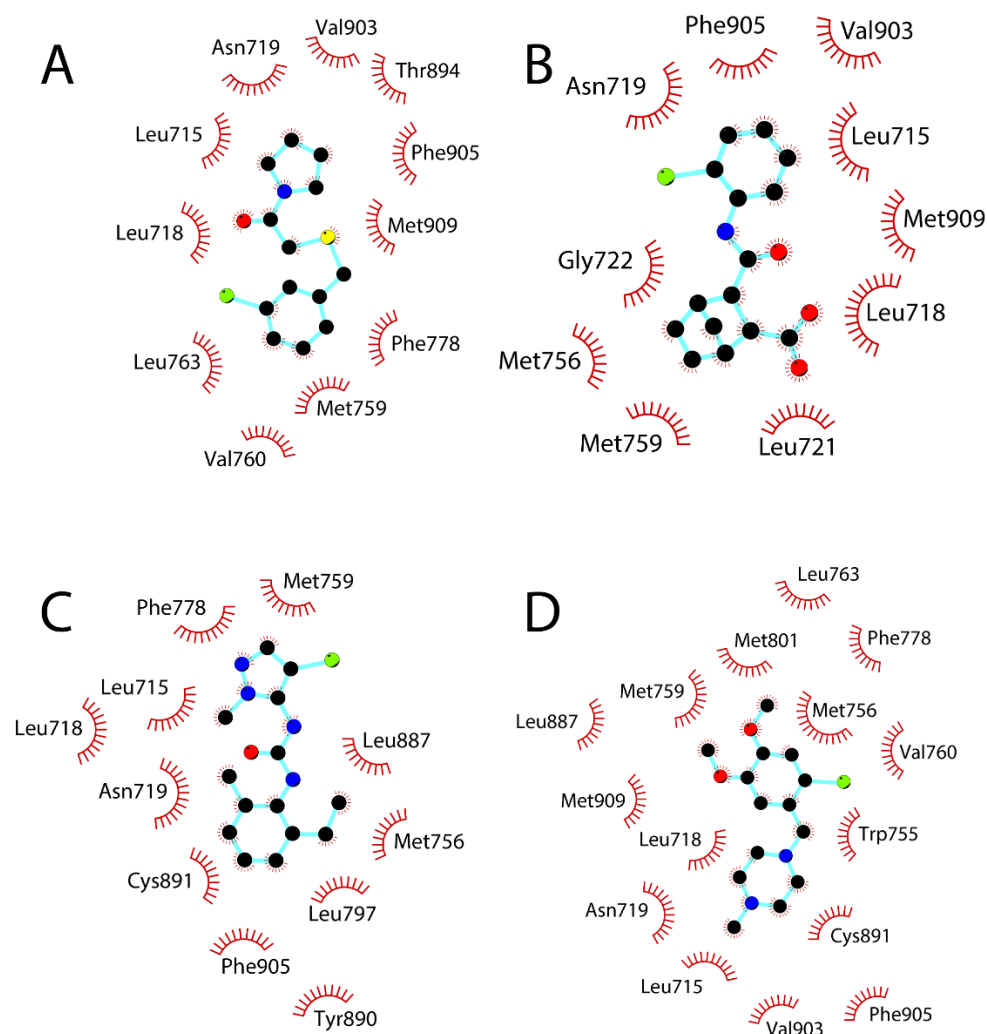 A
Asn719
Val903
Thr894
Leu715
Phe905
Leu718
Met909
Leu763
Phe778
Met759
Val760
B
Phe905
Val903
Asn719
Leu715
Met909
Gly722
Leu718
Met756
Met759
Leu721
C
Met759
Phe778
Leu715
Leu718
Leu887
Asn719
Met756
Cys891
Leu797
Phe905
Tyr890
D
Leu763
Met801
Phe778
Met759
Met756
Leu887
Val760
Met909
Leu718
Trp755
Asn719
Cys891
Leu715
Val903
Phe905